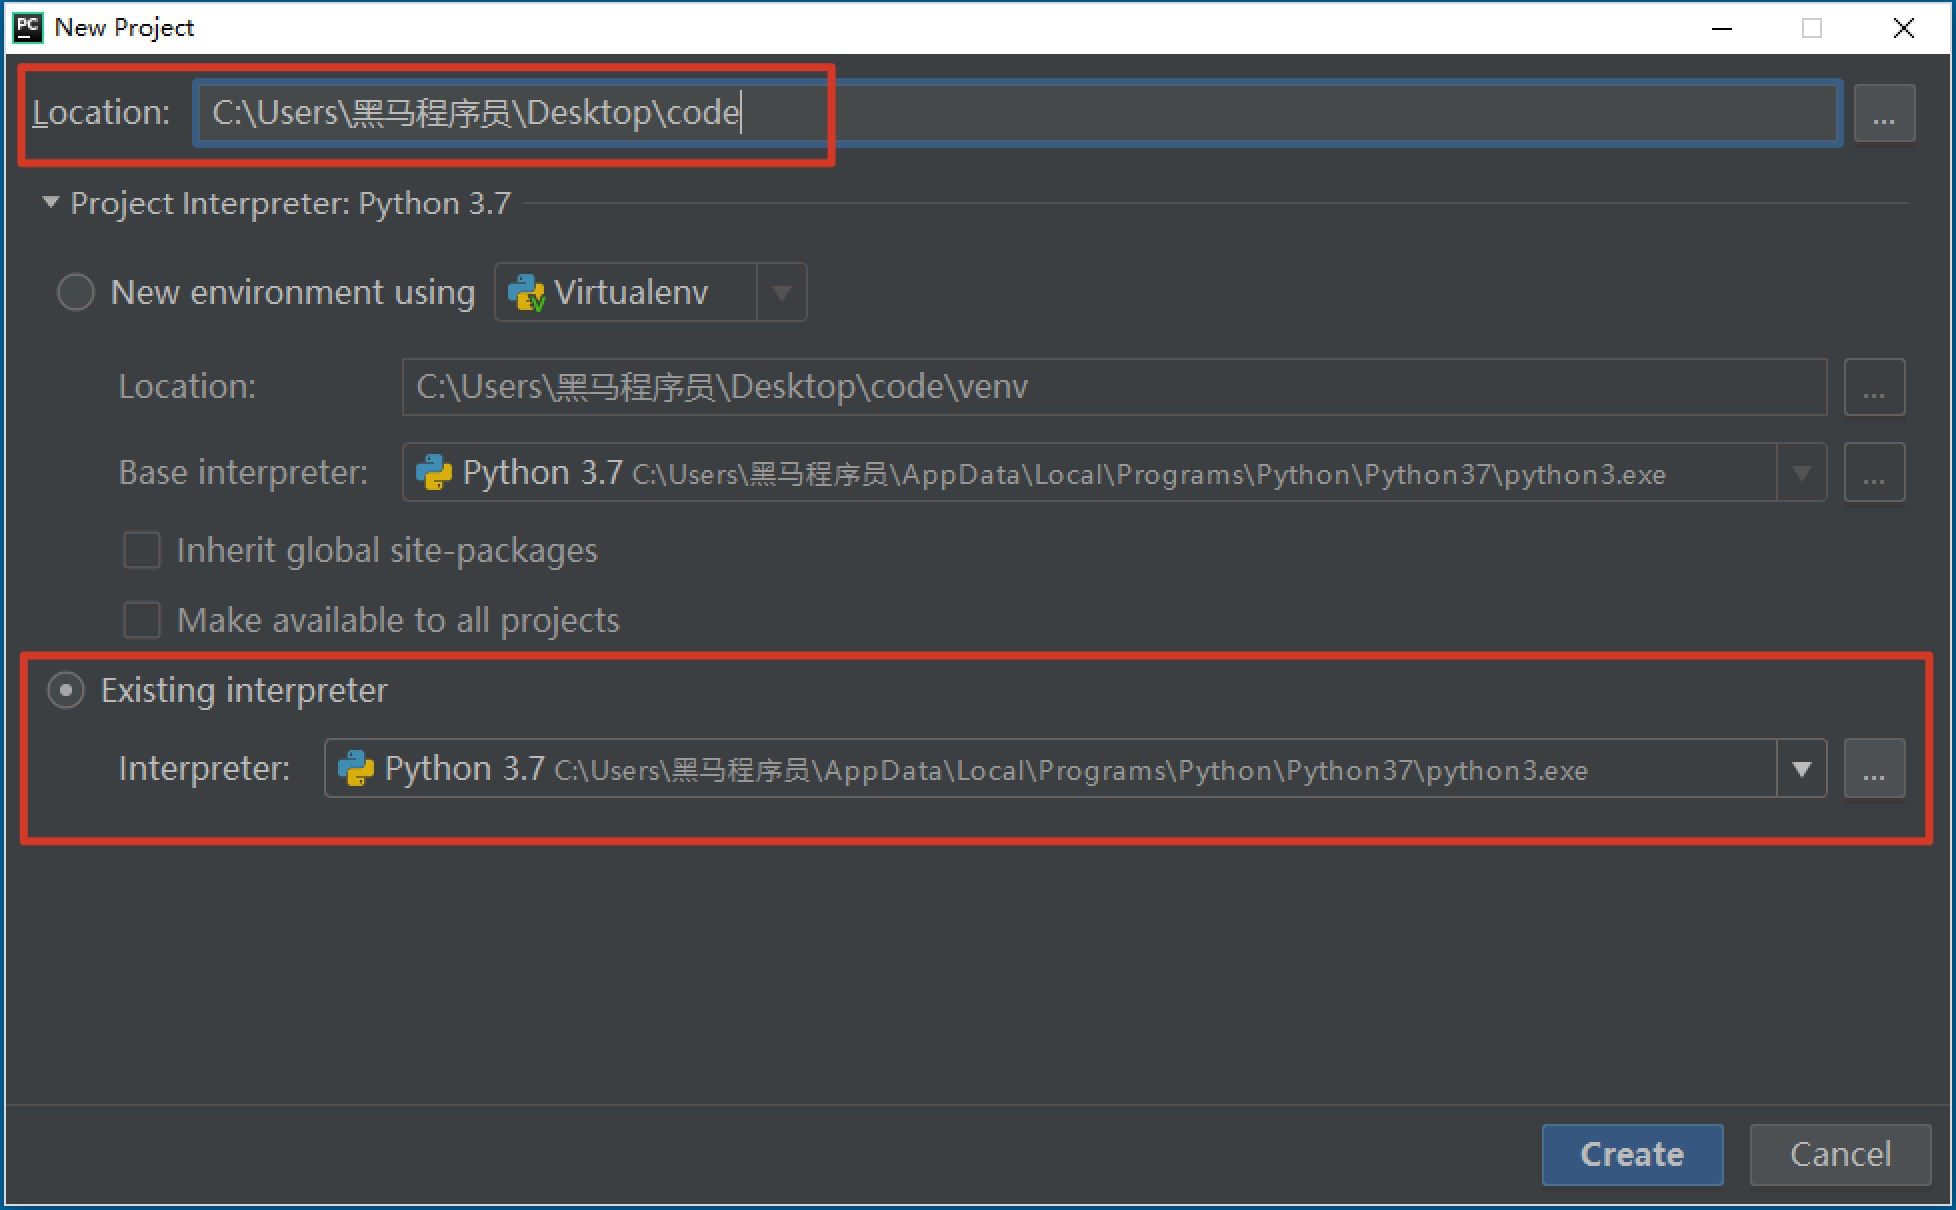 PC New Project
Location: C:\Users\黑马程序员\Desktop\code ...
Project Interpreter: Python 3.7
New environment using Virtualenv
Location: C:\Users\黑马程序员\Desktop\code\venv ...
Base interpreter: Python 3.7 C:\Users\黑马程序员\AppData\Local\Programs\Python\Python37\python3.exe ...
Inherit global site-packages
Make available to all projects
Existing interpreter
Interpreter: Python 3.7 C:\Users\黑马程序员\AppData\Local\Programs\Python\Python37\python3.exe ...
Create Cancel